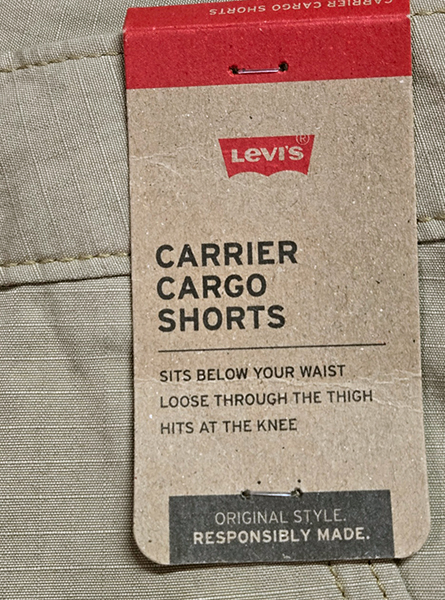 CARRIER CARGO SHORTS
Levi's®
CARRIER
CARGO
SHORTS
SITS BELOW YOUR WAIST
LOOSE THROUGH THE THIGH
HITS AT THE KNEE
ORIGINAL STYLE.
RESPONSIBLY MADE.